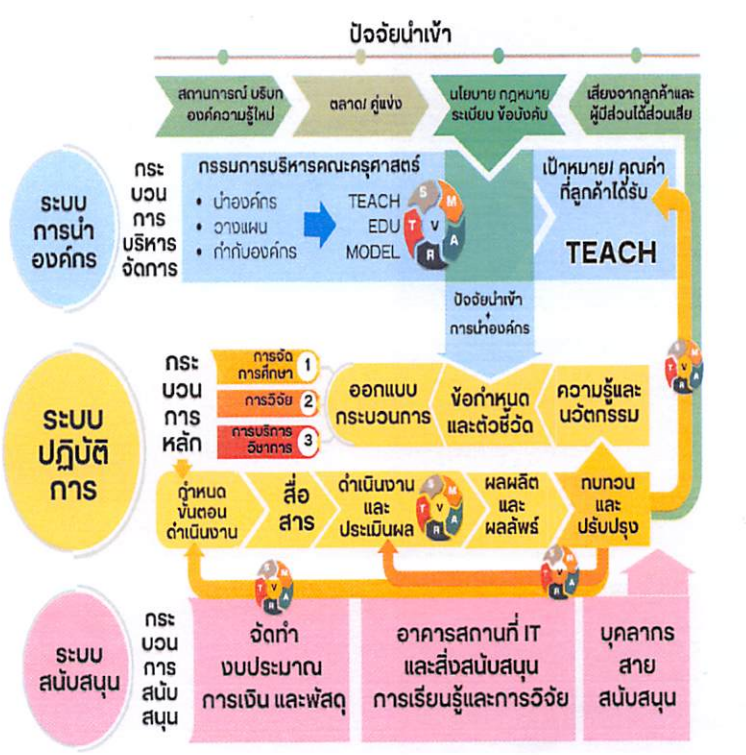 ปัจจัยนำเข้า
สถานการณ์ บริบท
องค์ความรู้ใหม่
ตลาด/ คู่แข่ง
นโยบาย กฎหมาย
ระเบียบ ข้อบังคับ
เสียงจากลูกค้าและ
ผู้มีส่วนได้ส่วนเสีย
ระบบ
การนำ
องค์กร
กระ
บวน
การ
บริหาร
จัดการ
กรรมการบริหารคณะครุศาสตร์
• นำองค์กร
• วางแผน
• กำกับองค์กร
TEACH
EDU
MODEL
S
M
T
V
A
R
เป้าหมาย/ คุณค่า
ที่ลูกค้าได้รับ
TEACH
ปัจจัยนำเข้า
+
การนำองค์กร
ระบบ
ปฏิบัติ
การ
กระ
บวน
การ
หลัก
การจัด
การศึกษา
1
การวิจัย
2
การบริการ
วิชาการ
3
ออกแบบ
กระบวนการ
ข้อกำหนด
และตัวชี้วัด
ความรู้และ
นวัตกรรม
S
M
T
V
A
R
กำหนด
ขั้นตอน
ดำเนินงาน
สื่อ
สาร
ดำเนินงาน
และ
ประเมินผล
S
M
T
V
A
R
ผลผลิต
และ
ผลลัพธ์
ทบทวน
และ
ปรับปรุง
S
M
T
V
A
R
S
M
T
V
A
R
ระบบ
สนับสนุน
กระ
บวน
การ
สนับ
สนุน
จัดทำ
งบประมาณ
การเงิน และพัสดุ
อาคารสถานที่ IT
และสิ่งสนับสนุน
การเรียนรู้และการวิจัย
บุคลากร
สาย
สนับสนุน